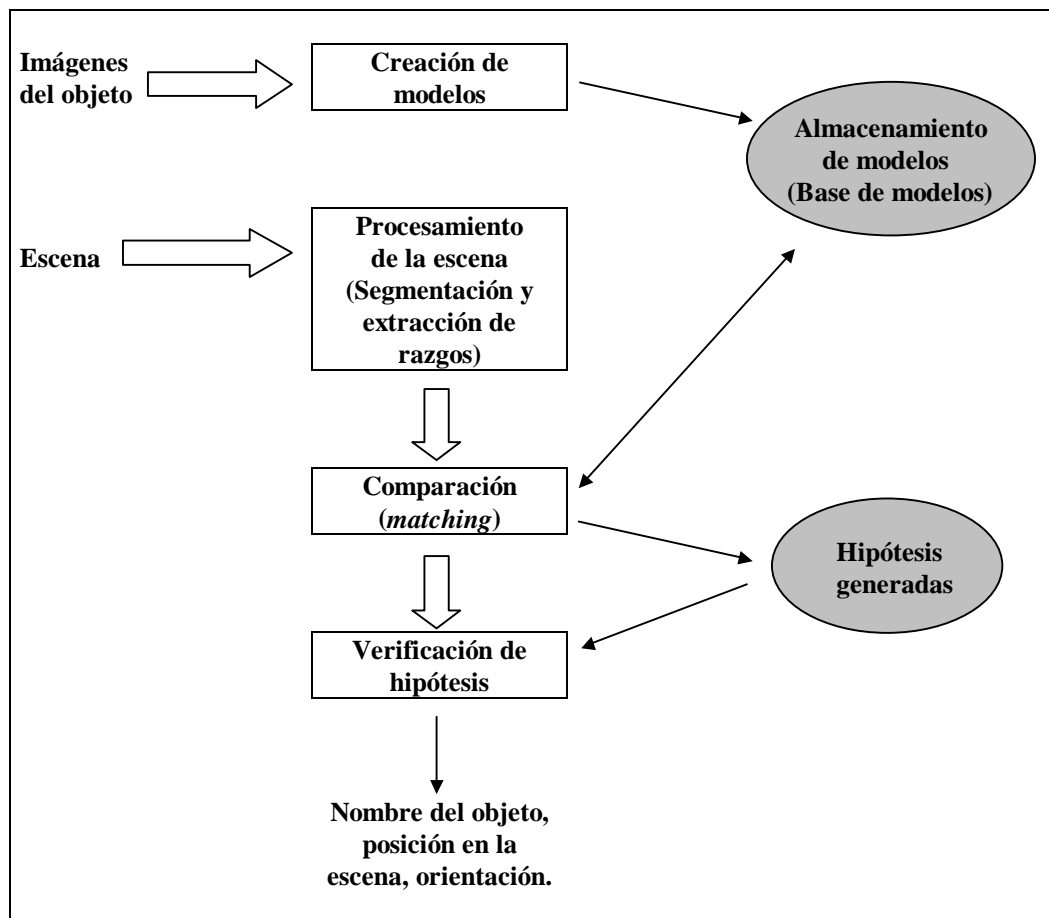 Imágenes
del objeto
Creación de
modelos
Almacenamiento
de modelos
(Base de modelos)
Escena
Procesamiento
de la escena
(Segmentación y
extracción de
razgos)
Comparación
(matching)
Hipótesis
generadas
Verificación de
hipótesis
Nombre del objeto,
posición en la
escena, orientación.